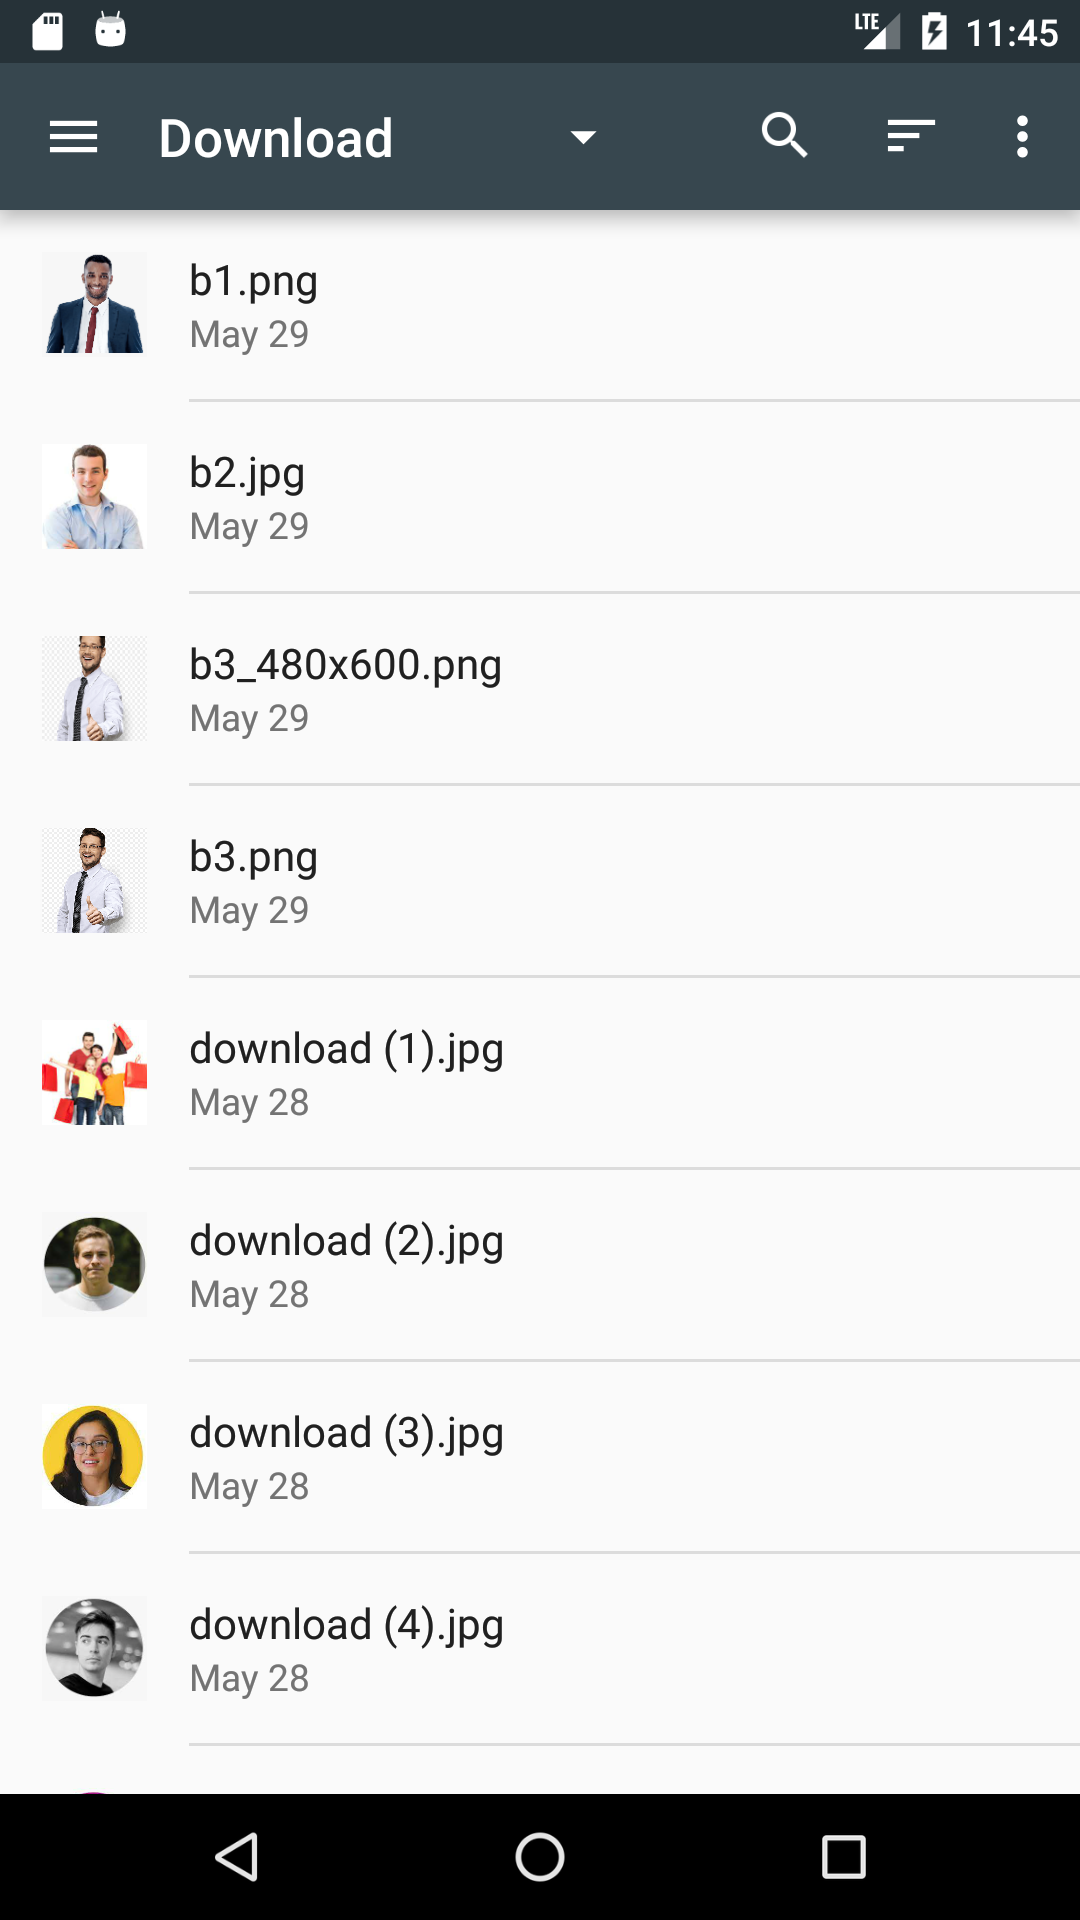 LTE 11:45
Download
b1.png
May 29
b2.jpg
May 29
b3_480x600.png
May 29
b3.png
May 29
download (1).jpg
May 28
download (2).jpg
May 28
download (3).jpg
May 28
download (4).jpg
May 28